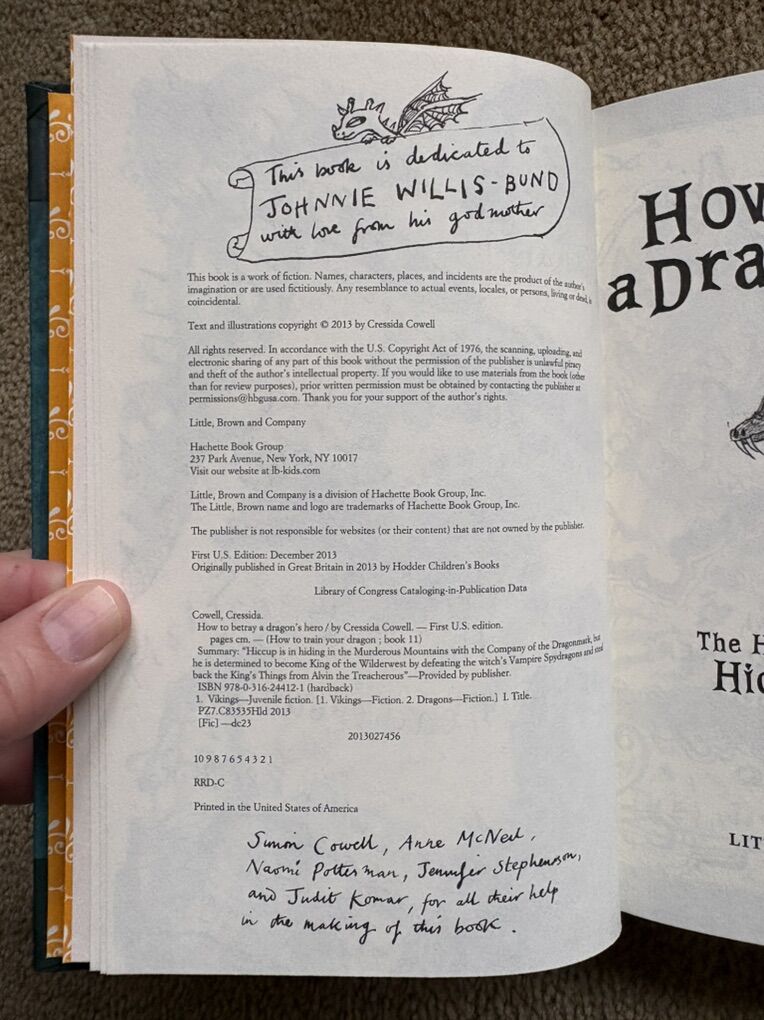 This book is dedicated to
JOHNNIE WILLIS-BUND
with love from his godmother
This book is a work of fiction. Names, characters, places, and incidents are the product of the author's
imagination or are used fictitiously. Any resemblance to actual events, locales, or persons, living or dead, is
coincidental.
Text and illustrations copyright © 2013 by Cressida Cowell
All rights reserved. In accordance with the U.S. Copyright Act of 1976, the scanning, uploading, and
electronic sharing of any part of this book without the permission of the publisher is unlawful piracy
and theft of the author's intellectual property. If you would like to use materials from the book (other
than for review purposes), prior written permission must be obtained by contacting the publisher at
permissions@hbgusa.com. Thank you for your support of the author's rights.
Little, Brown and Company
Hachette Book Group
237 Park Avenue, New York, NY 10017
Visit our website at lb-kids.com
Little, Brown and Company is a division of Hachette Book Group, Inc.
The Little, Brown name and logo are trademarks of Hachette Book Group, Inc.
The publisher is not responsible for websites (or their content) that are not owned by the publisher.
First U.S. Edition: December 2013
Originally published in Great Britain in 2013 by Hodder Children's Books
Library of Congress Cataloging-in-Publication Data
Cowell, Cressida.
How to betray a dragon's hero / by Cressida Cowell. — First U.S. edition.
pages cm. — (How to train your dragon ; book 11)
Summary: "Hiccup is in hiding in the Murderous Mountains with the Company of the Dragonmark, but
he is determined to become King of the Wilderwest by defeating the witch's Vampire Spydragons and steal
back the King's Things from Alvin the Treacherous"—Provided by publisher.
ISBN 978-0-316-24412-1 (hardback)
1. Vikings—Juvenile fiction. [1. Vikings—Fiction. 2. Dragons—Fiction.] I. Title.
PZ7.C83535Hld 2013
[Fic]—dc23
2013027456
10 9 8 7 6 5 4 3 2 1
RRD-C
Printed in the United States of America
Simon Cowell, Anne McNeil,
Naomi Potterman, Jennifer Stephenson,
and Judit Komar, for all their help
in the making of this book.
How
a Dra
The H
Hic
LIT